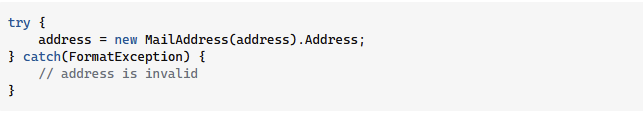 try {
    address = new MailAddress(address).Address;
} catch(FormatException) {
    // address is invalid
}